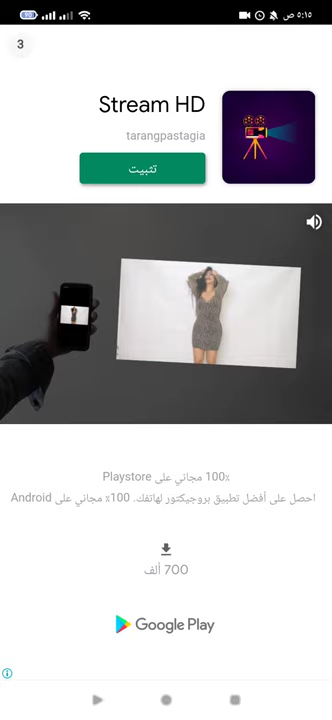 ٥:١٥ ص
90
3
Stream HD
tarangpastagia
تثبيت
100٪ مجاني على Playstore
احصل على أفضل تطبيق بروجيكتور لهاتفك. 100٪ مجاني على Android
700 ألف
Google Play